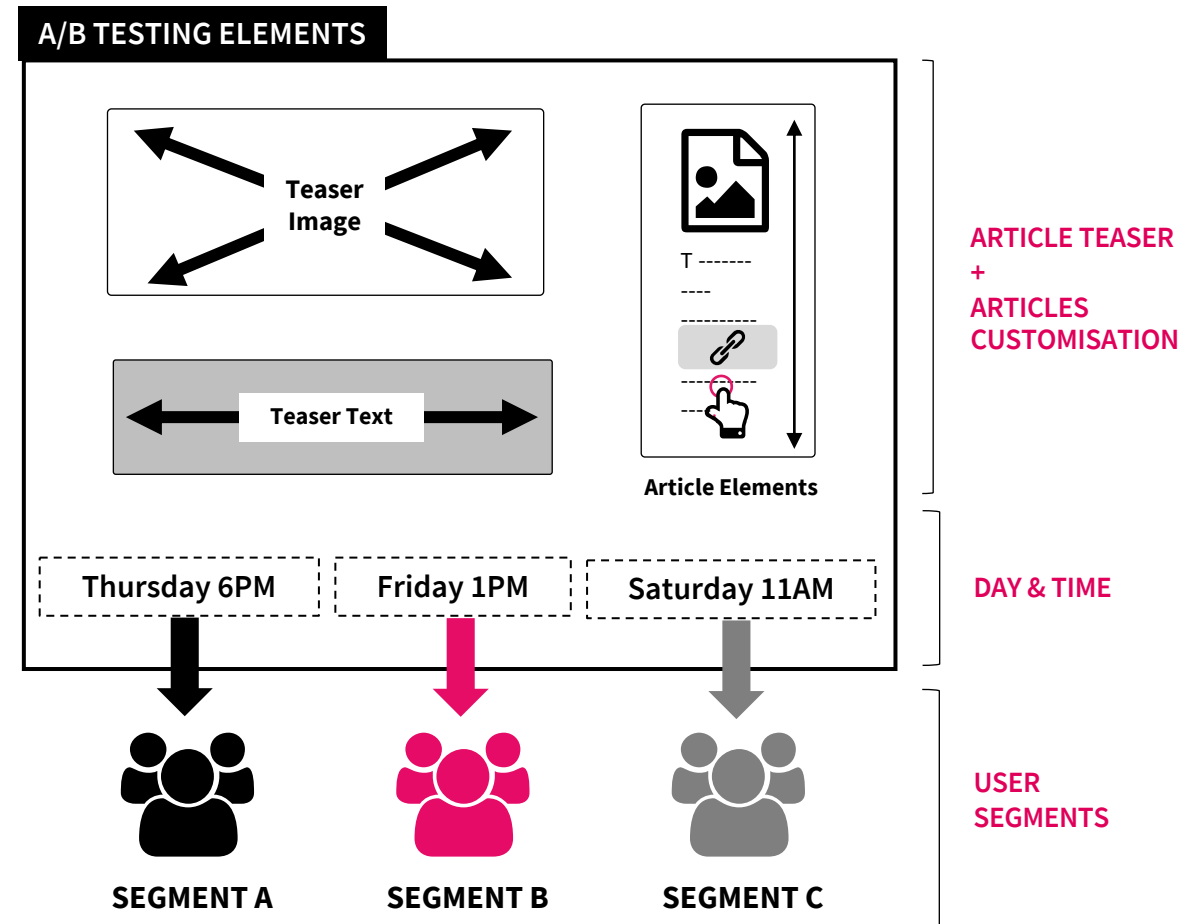 A/B TESTING ELEMENTS
Teaser
Image
T -------
----
----------
----------
----
Teaser Text
Article Elements
ARTICLE TEASER
+
ARTICLES
CUSTOMISATION
Thursday 6PM
Friday 1PM
Saturday 11AM
DAY & TIME
USER
SEGMENTS
SEGMENT A
SEGMENT B
SEGMENT C